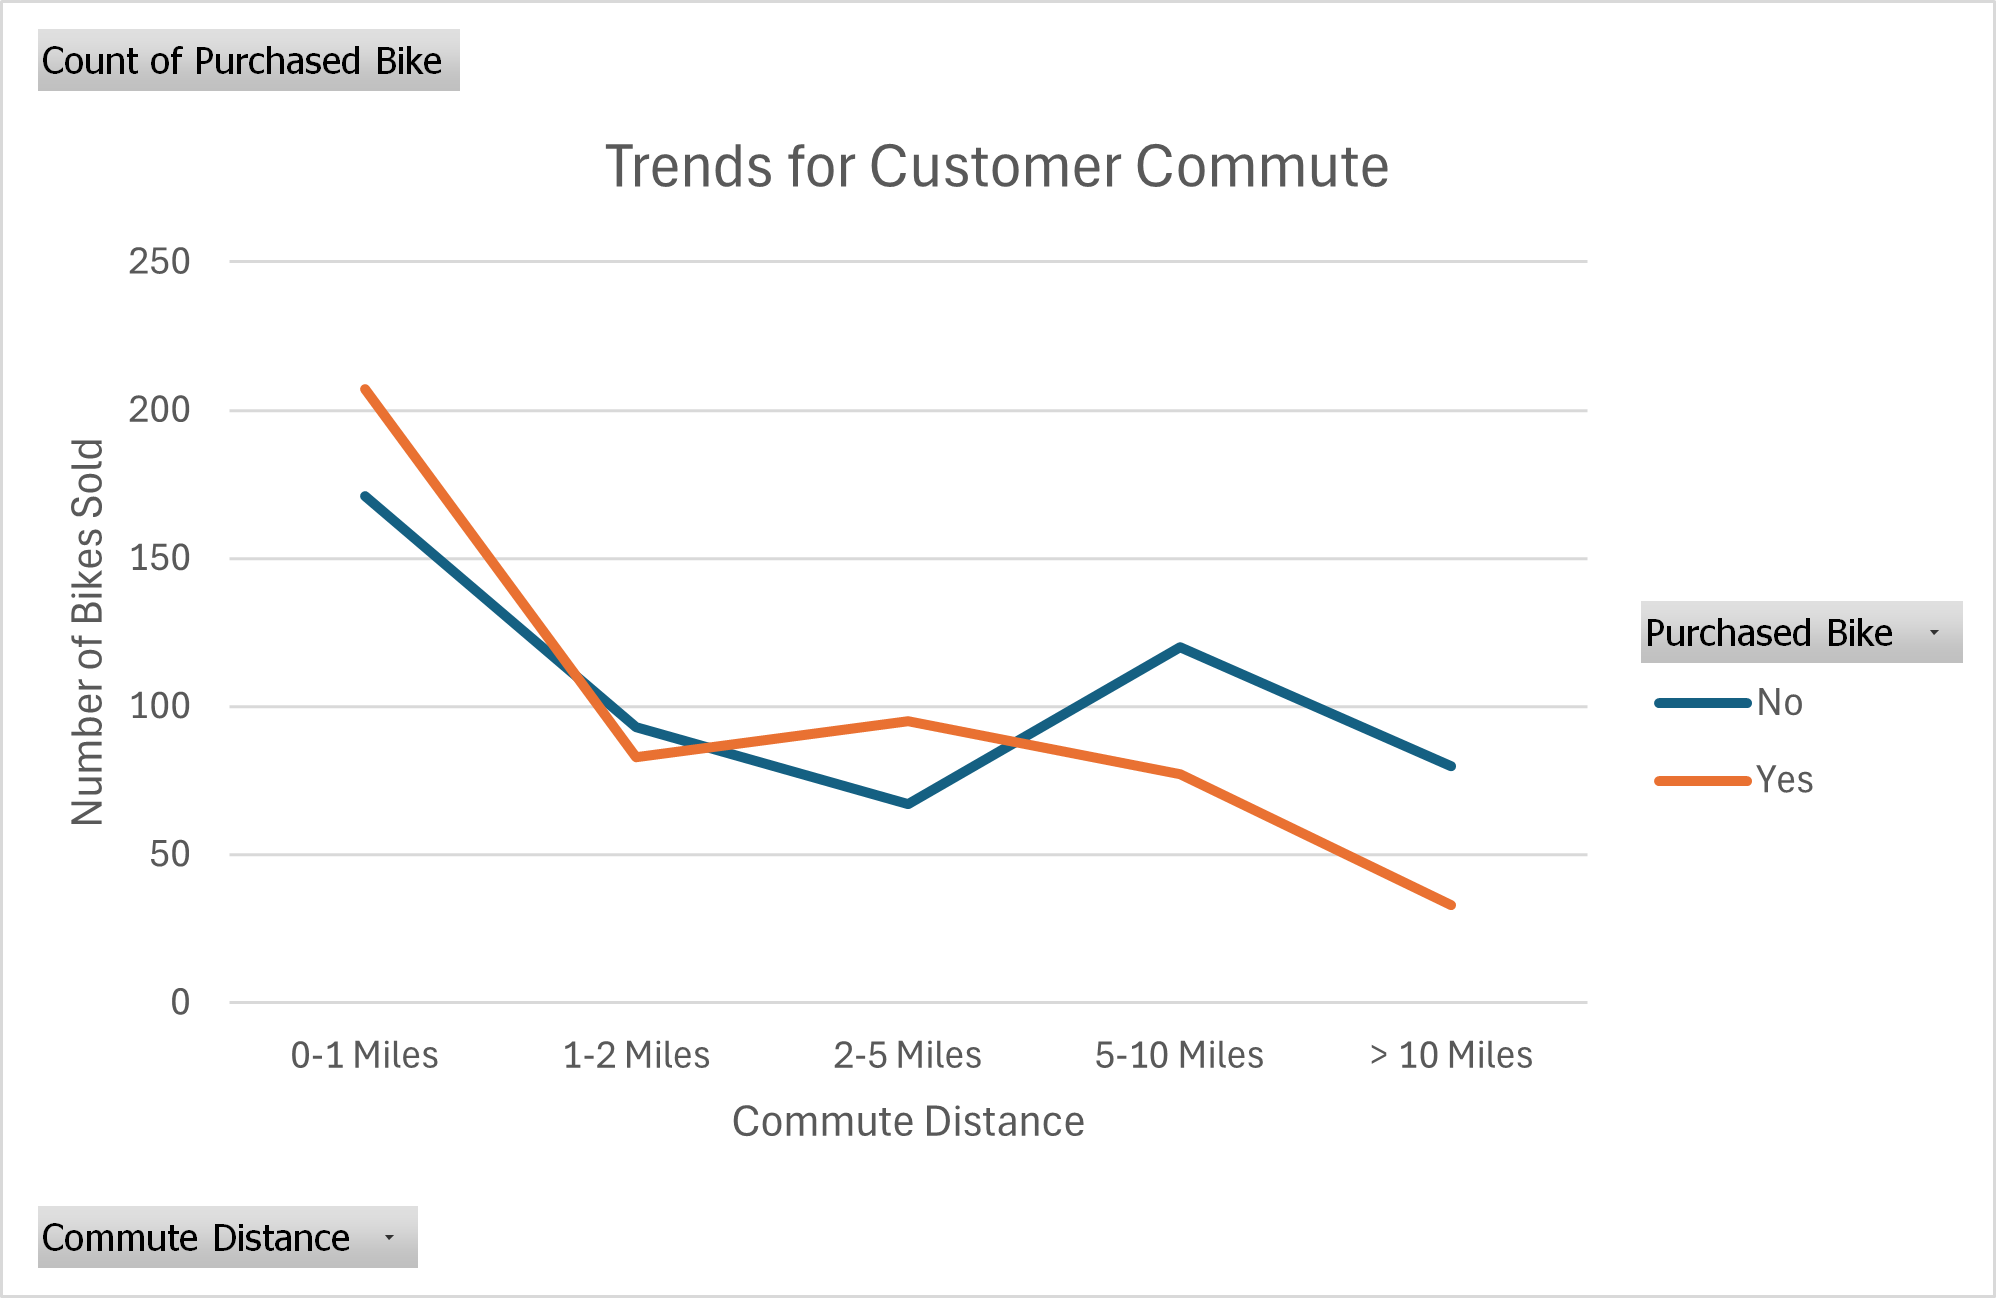 Count of Purchased Bike
Trends for Customer Commute
250
200
150
100
50
0
Number of Bikes Sold
0-1 Miles
1-2 Miles
2-5 Miles
5-10 Miles
> 10 Miles
Commute Distance
Purchased Bike
No
Yes
Commute Distance